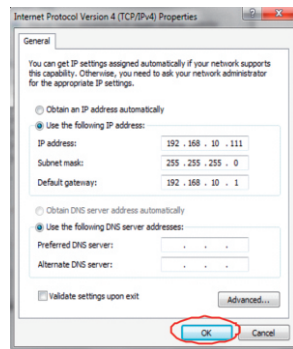 Internet Protocol Version 4 (TCP/IPv4) Properties
General
You can get IP settings assigned automatically if your network supports
this capability. Otherwise, you need to ask your network administrator
for the appropriate IP settings.
Obtain an IP address automatically
Use the following IP address:
IP address: 192 . 168 . 10 . 111
Subnet mask: 255 . 255 . 255 . 0
Default gateway: 192 . 168 . 10 . 1
Obtain DNS server address automatically
Use the following DNS server addresses:
Preferred DNS server: . . .
Alternate DNS server: . . .
Validate settings upon exit
Advanced...
OK Cancel